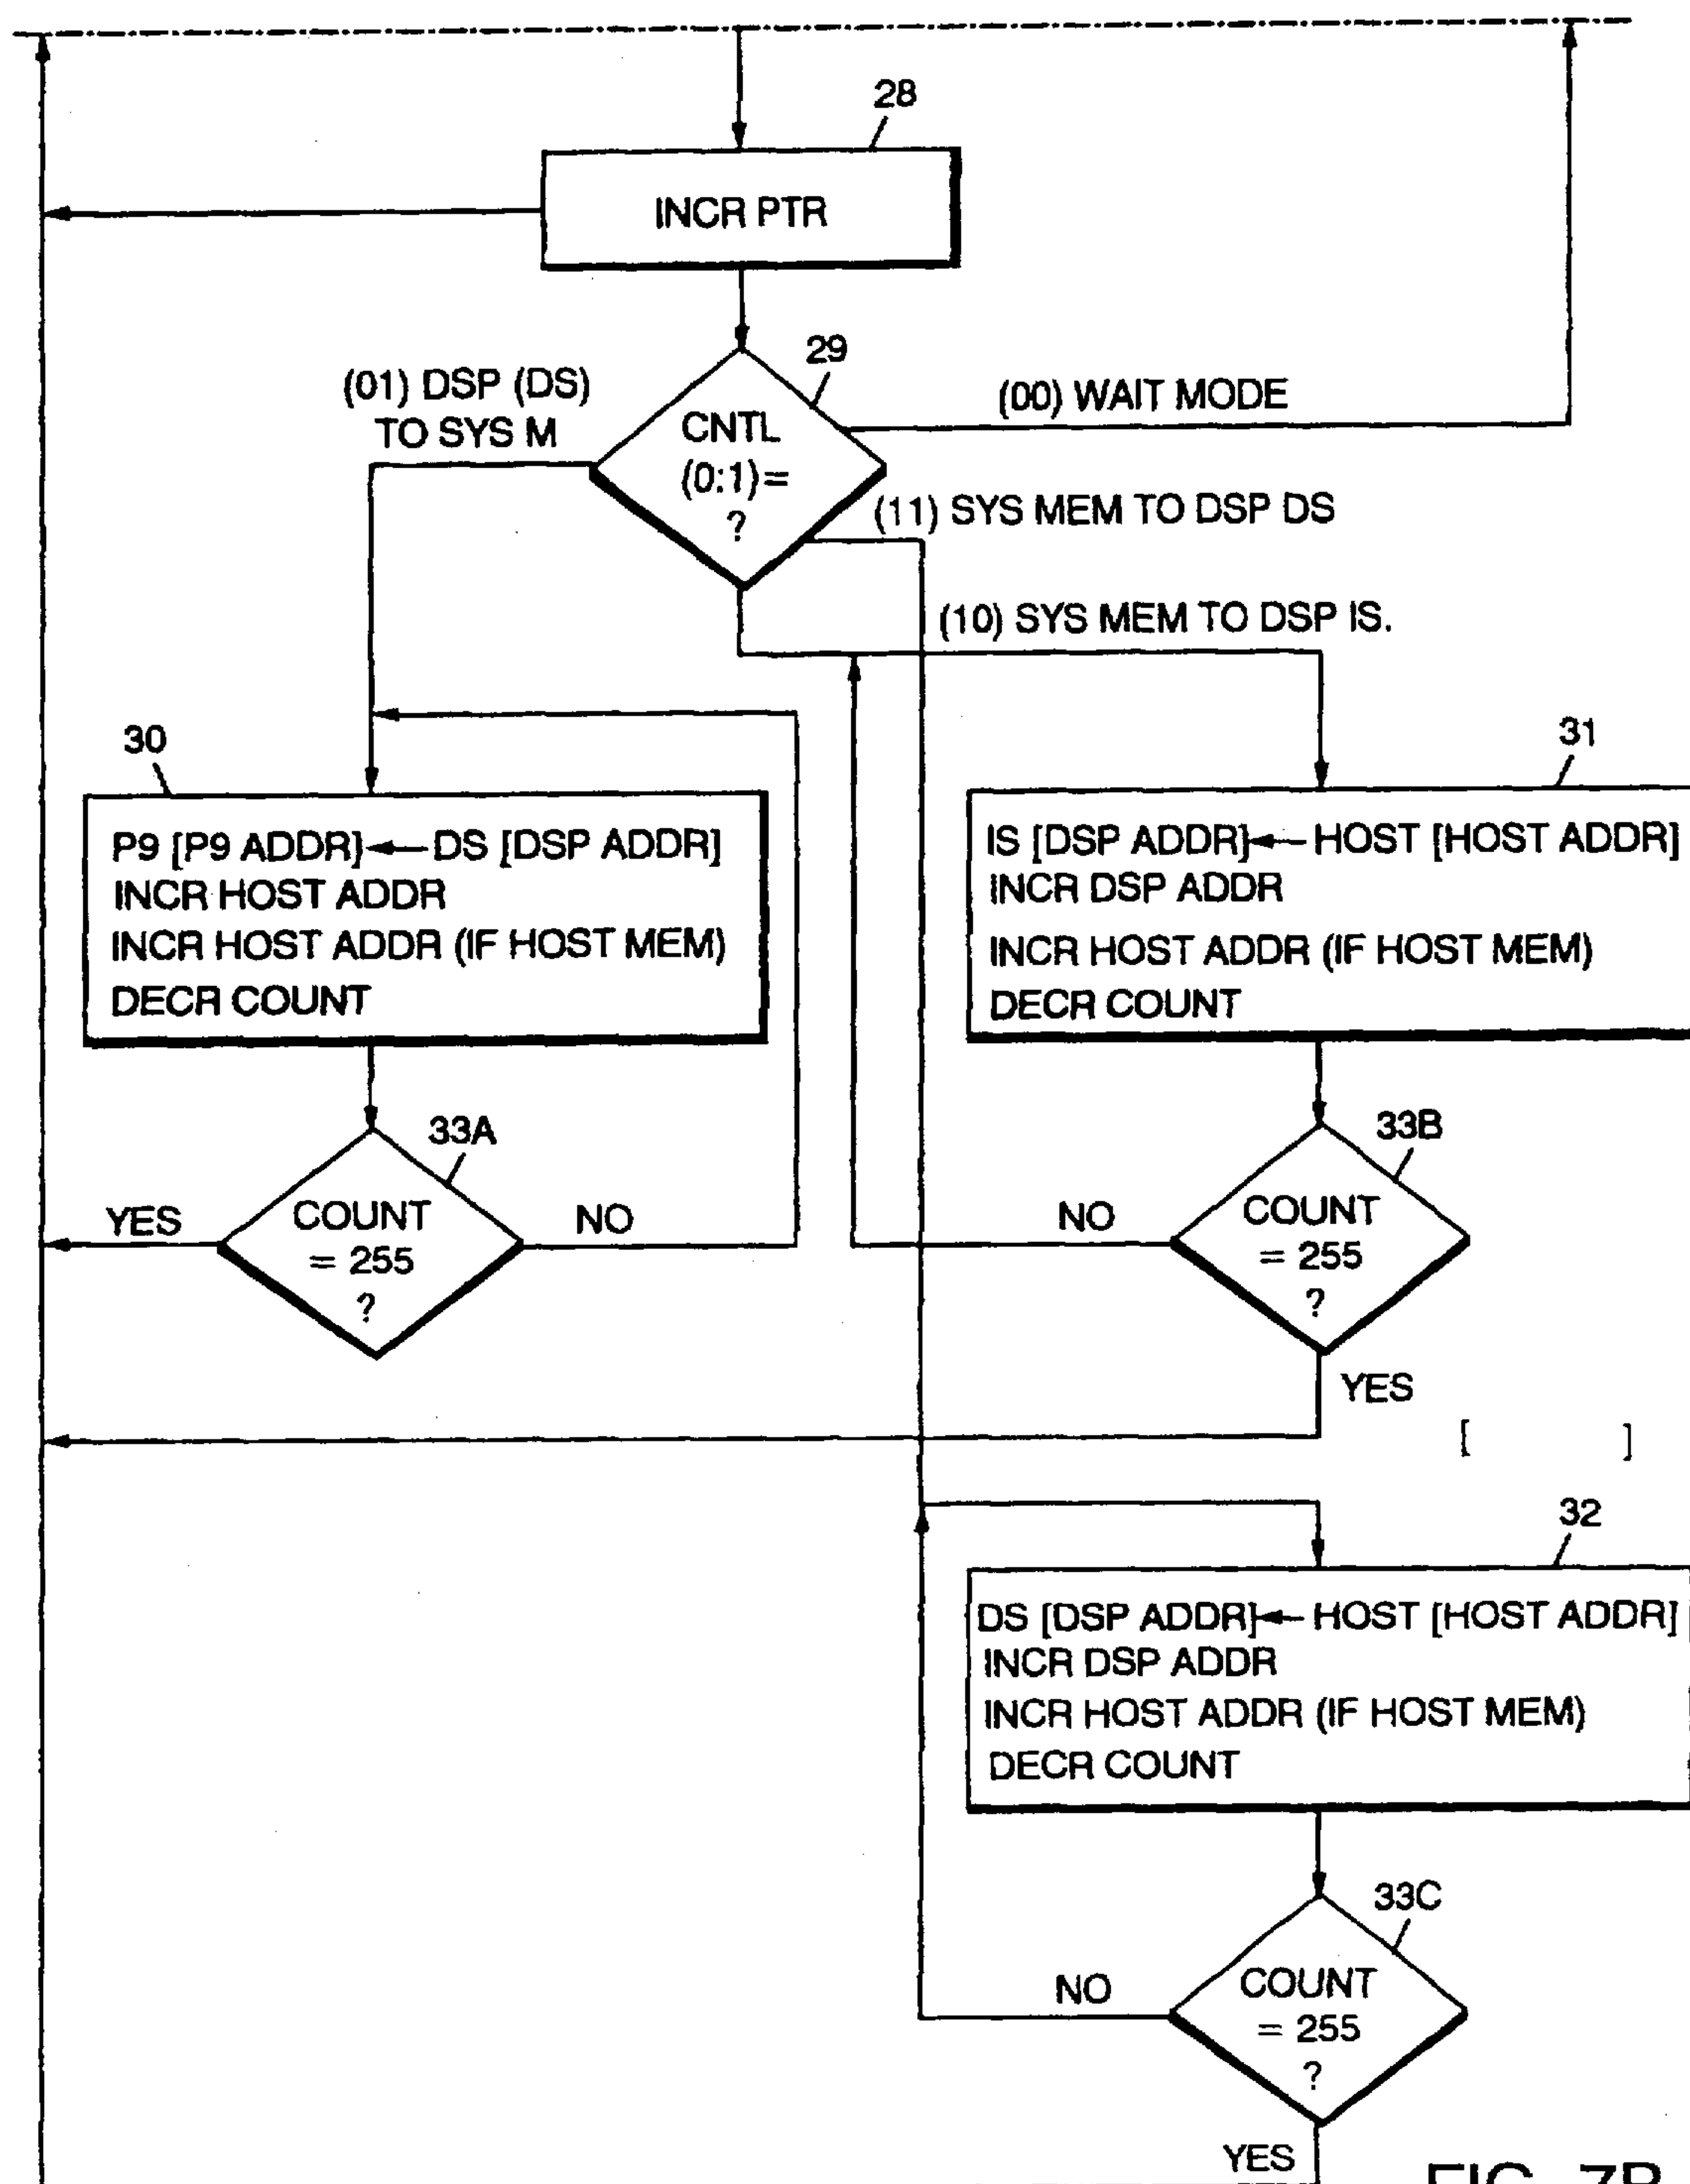 28
INCR PTR
29
(01) DSP (DS)
TO SYS M
(00) WAIT MODE
CNTL
(0:1)=
?
(11) SYS MEM TO DSP DS
(10) SYS MEM TO DSP IS.
30
P9 [P9 ADDR]←DS [DSP ADDR]
INCR HOST ADDR
INCR HOST ADDR (IF HOST MEM)
DECR COUNT
31
IS [DSP ADDR]← HOST [HOST ADDR]
INCR DSP ADDR
INCR HOST ADDR (IF HOST MEM)
DECR COUNT
33A
YES
COUNT
= 255
?
NO
33B
NO
COUNT
= 255
?
YES
[ ]
32
DS [DSP ADDR]← HOST [HOST ADDR]
INCR DSP ADDR
INCR HOST ADDR (IF HOST MEM)
DECR COUNT
33C
NO
COUNT
= 255
?
YES
FIG. 7B